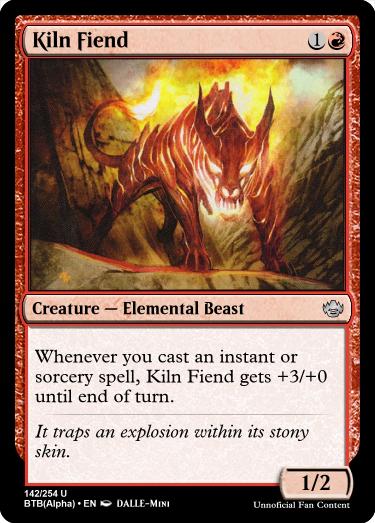 Kiln Fiend 1
Creature — Elemental Beast
Whenever you cast an instant or
sorcery spell, Kiln Fiend gets +3/+0
until end of turn.
It traps an explosion within its stony
skin.
1/2
142/254 U
BTB(Alpha) • EN DALLE-Mini
Unnoficial Fan Content